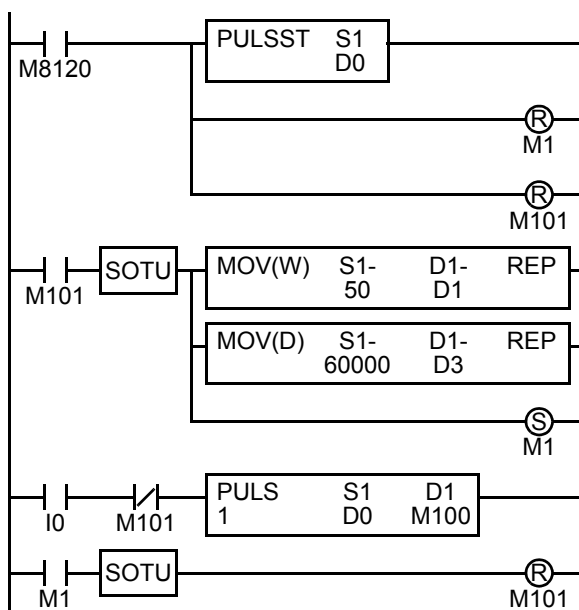 PULSST S1
D0
M8120
R
M1
R
M101
SOTU
MOV(W) S1- D1- REP
50 D1
M101
MOV(D) S1- D1- REP
60000 D3
S
M1
PULS S1 D1
1 D0 M100
I0 M101
SOTU
R
M1 M101